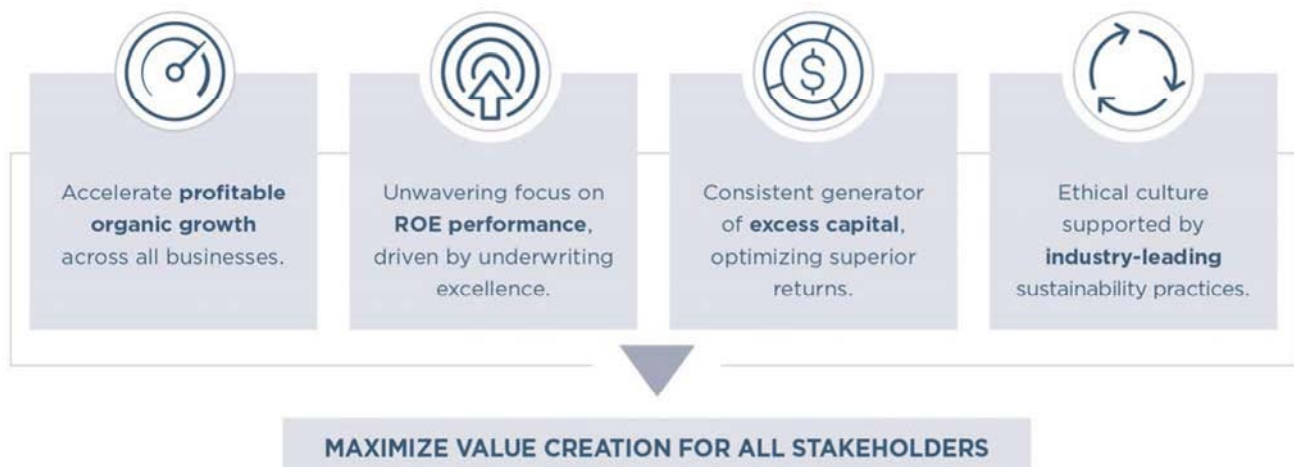 $
Accelerate profitable
organic growth
across all businesses.
Unwavering focus on
ROE performance,
driven by underwriting
excellence.
Consistent generator
of excess capital,
optimizing superior
returns.
Ethical culture
supported by
industry-leading
sustainability practices.
MAXIMIZE VALUE CREATION FOR ALL STAKEHOLDERS